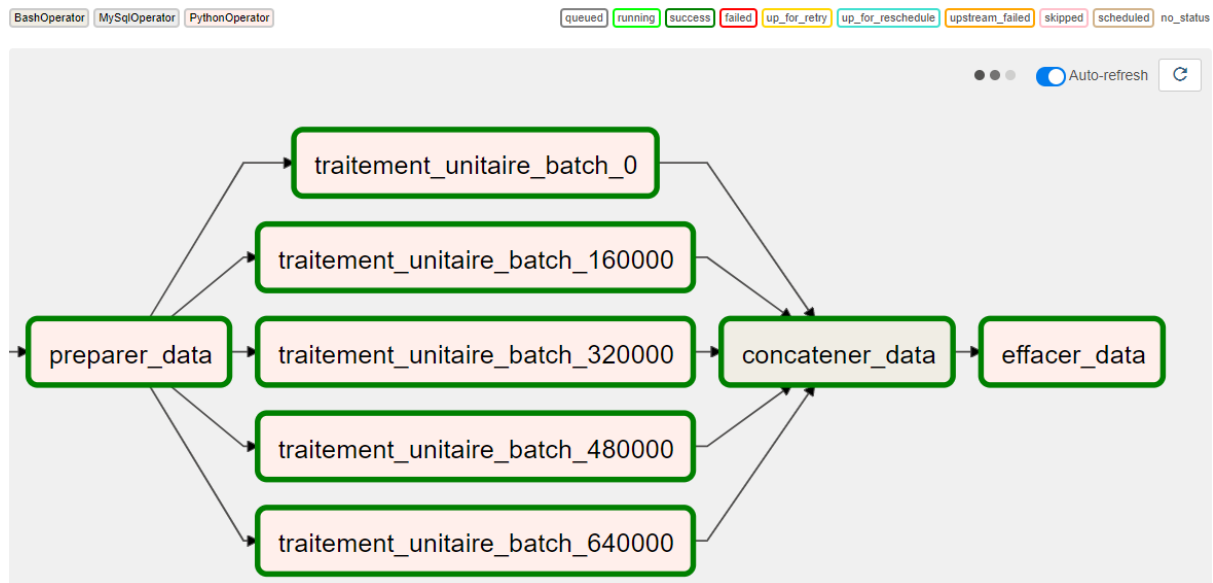 BashOperator MySqlOperator PythonOperator queued running success failed up_for_retry up_for_reschedule upstream_failed skipped scheduled no_status
Auto-refresh
traitement_unitaire_batch_0
traitement_unitaire_batch_160000
preparer_data traitement_unitaire_batch_320000 concatener_data effacer_data
traitement_unitaire_batch_480000
traitement_unitaire_batch_640000